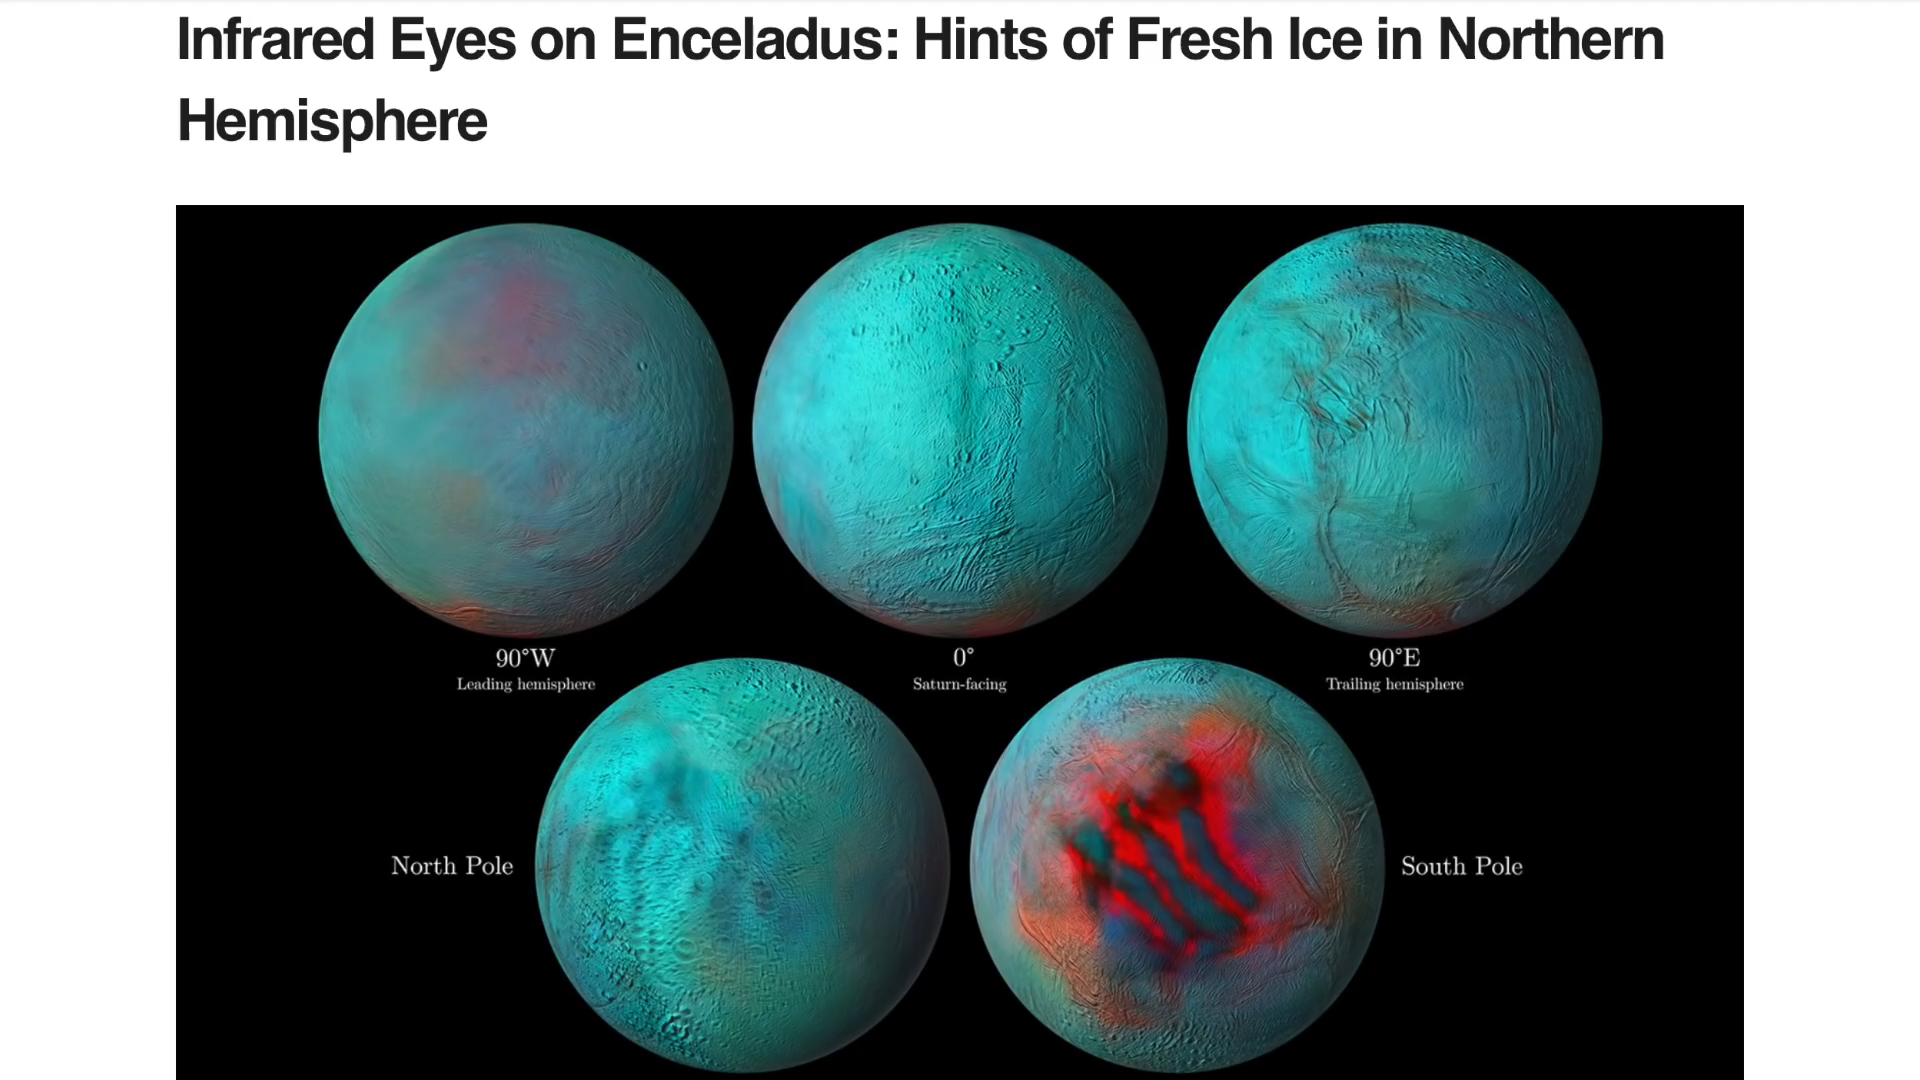 Infrared Eyes on Enceladus: Hints of Fresh Ice in Northern
Hemisphere
90°W
Leading hemisphere
0°
Saturn-facing
90°E
Trailing hemisphere
North Pole
South Pole